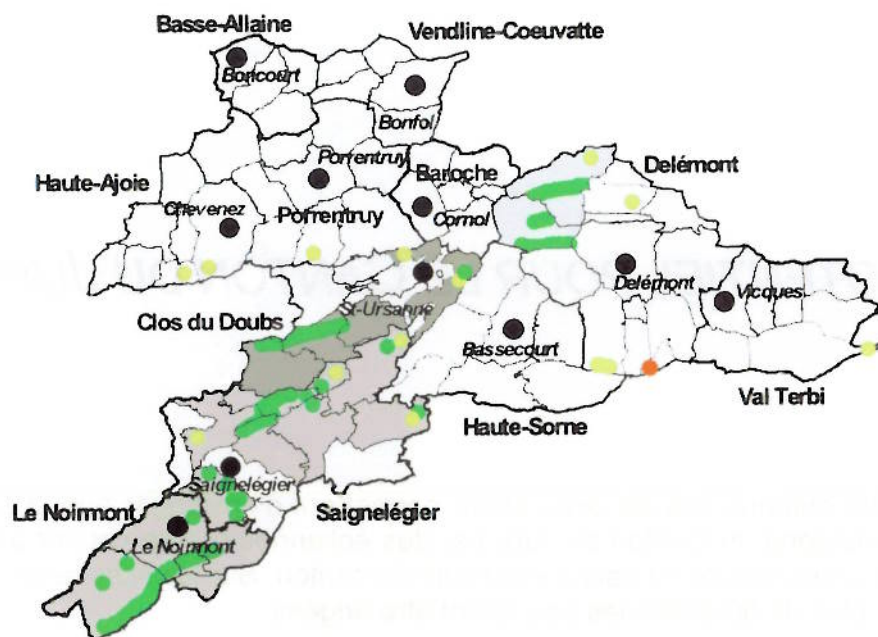 Basse-Allaine
Vendline-Coeuvatte
Boncourt
Bonfol
Porrentruy
Baroche
Delémont
Haute-Ajoie
Chevenez
Porrentruy
Cornol
Delémont
Vicques
St-Ursanne
Clos du Doubs
Bassecourt
Val Terbi
Haute-Sorne
Saignelégier
Le Noirmont
Saignelégier
Le Noirmont